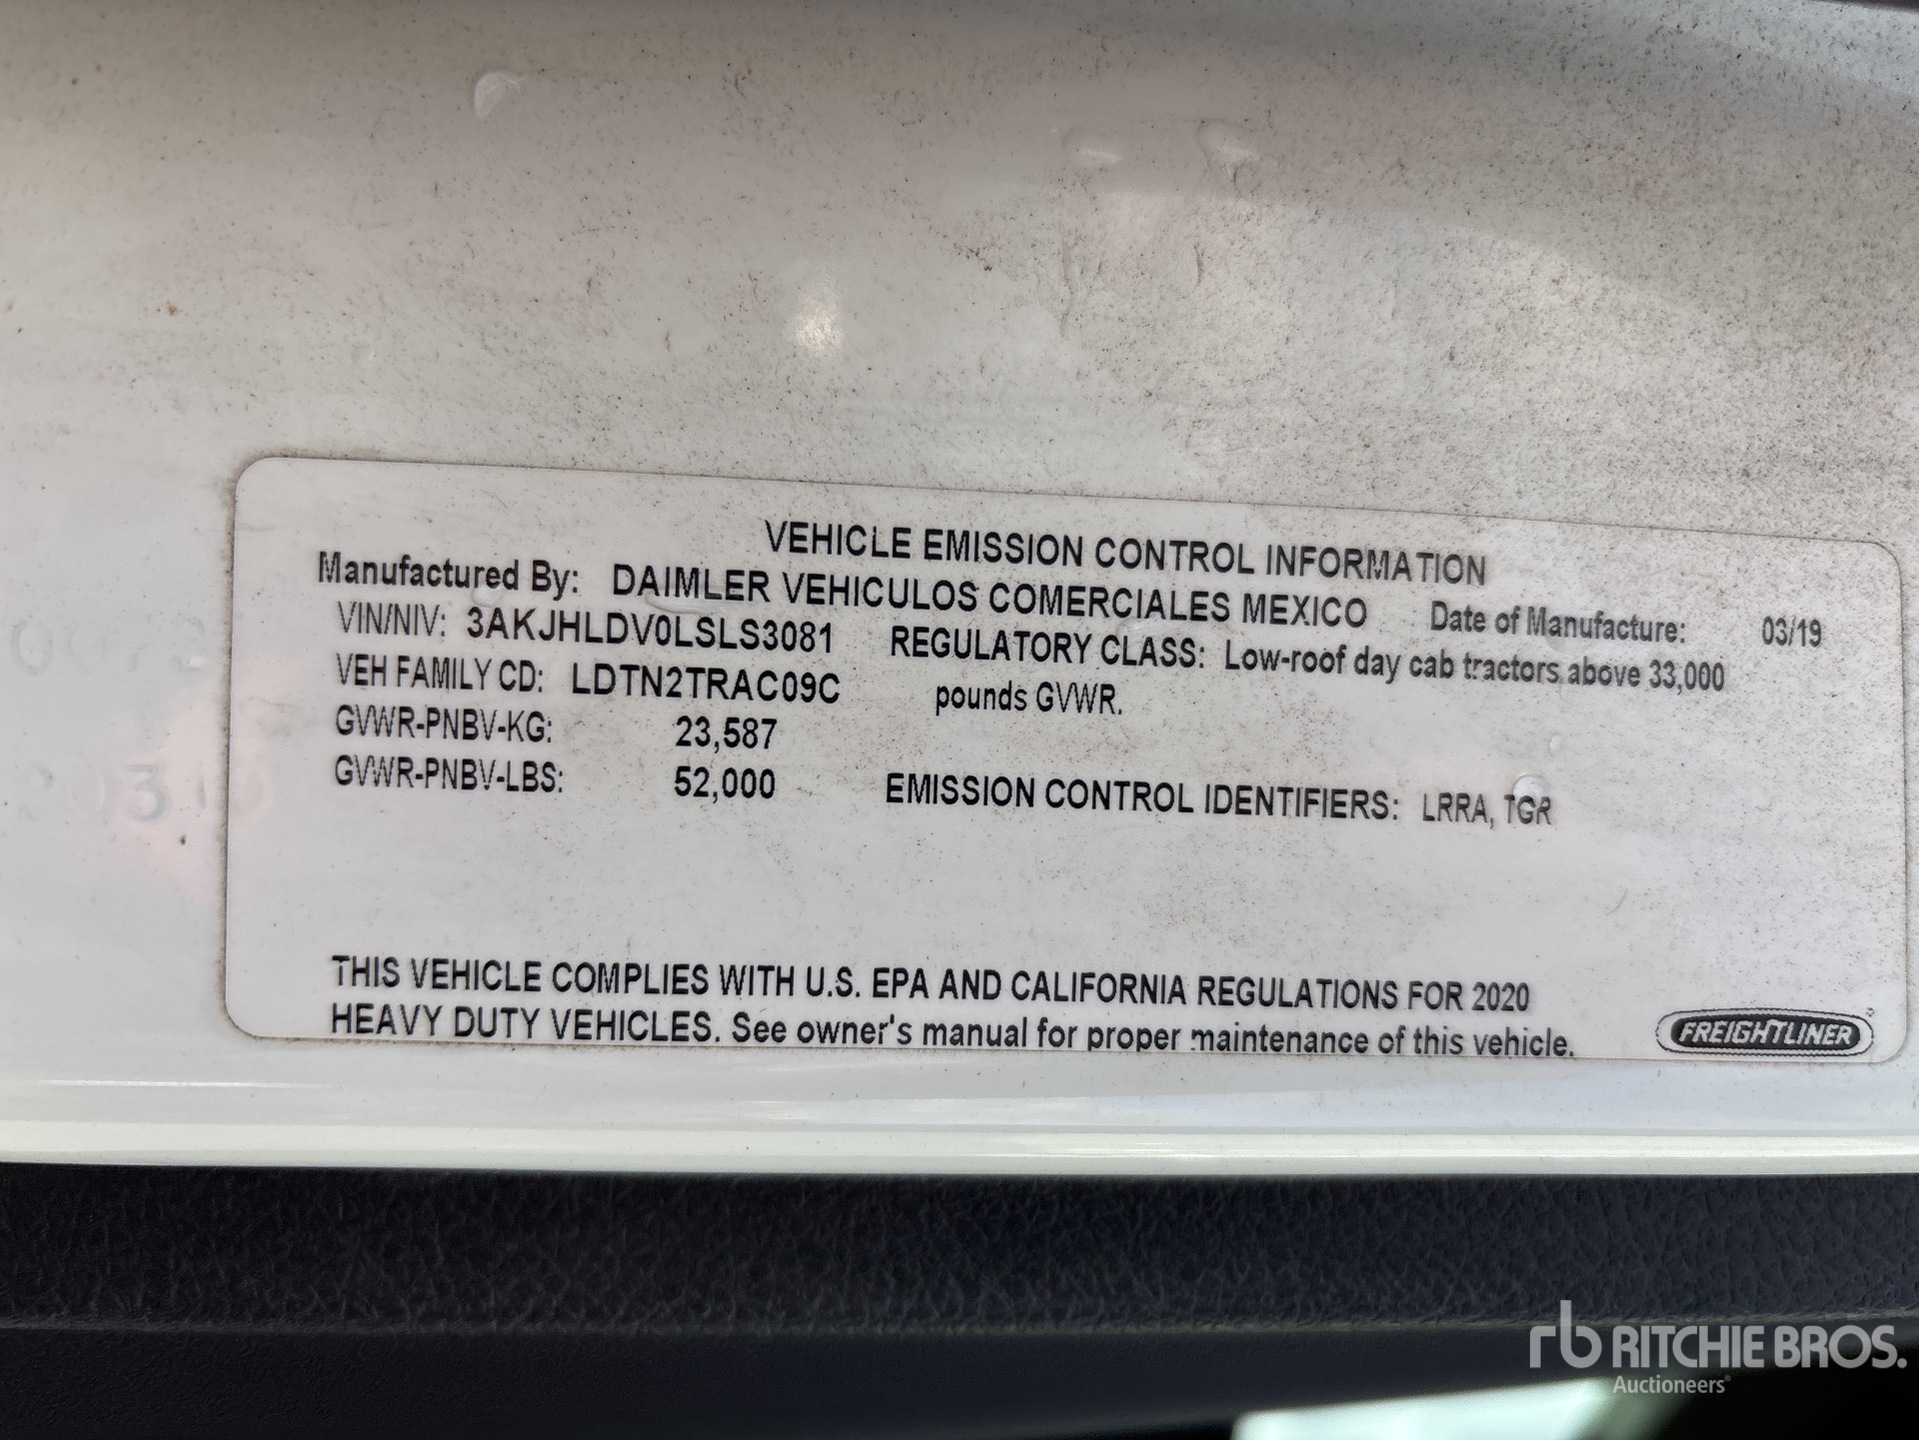 VEHICLE EMISSION CONTROL INFORMATION
Manufactured By: DAIMLER VEHICULOS COMERCIALES MEXICO Date of Manufacture: 03/19
VIN/NIV: 3AKJHLDV0LSLS3081 REGULATORY CLASS: Low-roof day cab tractors above 33,000
VEH FAMILY CD: LDTN2TRAC09C pounds GVWR.
GVWR-PNBV-KG: 23,587
GVWR-PNBV-LBS: 52,000 EMISSION CONTROL IDENTIFIERS: LRRA, TGR
THIS VEHICLE COMPLIES WITH U.S. EPA AND CALIFORNIA REGULATIONS FOR 2020
HEAVY DUTY VEHICLES. See owner's manual for proper maintenance of this vehicle.
FREIGHTLINER
rb RITCHIE BROS.
Auctioneers